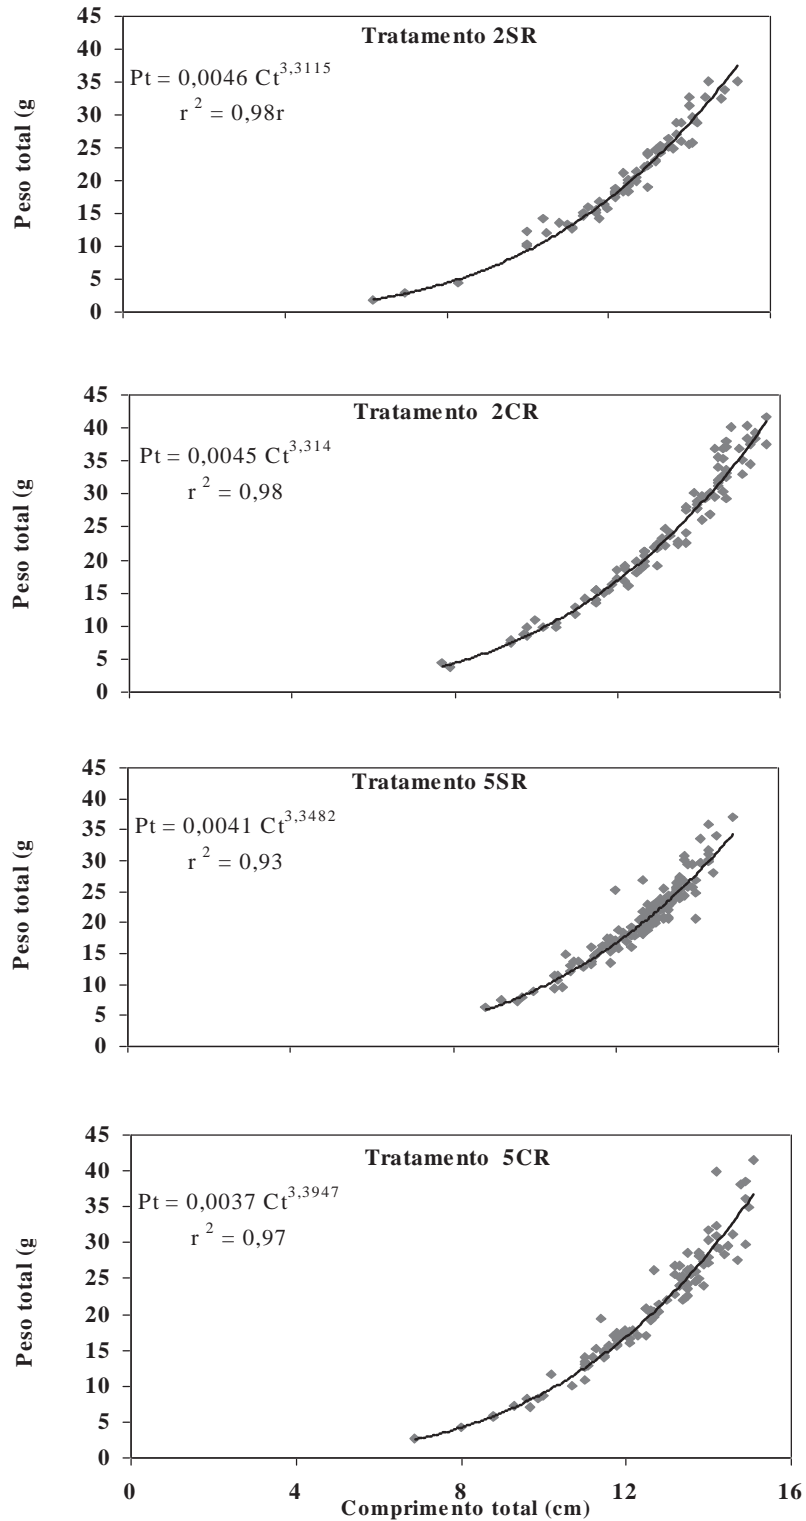 Tratamento 2SR
Pt = 0,0046 Ct^3,3115
r ² = 0,98r
Peso total (g
45
40
35
30
25
20
15
10
5
0
Tratamento 2CR
Pt = 0,0045 Ct^3,314
r ² = 0,98
Peso total (g
45
40
35
30
25
20
15
10
5
0
Tratamento 5SR
Pt = 0,0041 Ct^3,3482
r ² = 0,93
Peso total (g
45
40
35
30
25
20
15
10
5
0
Tratamento 5CR
Pt = 0,0037 Ct^3,3947
r ² = 0,97
Peso total (g
45
40
35
30
25
20
15
10
5
0
0 4 8 12 16
Comprimento total (cm)